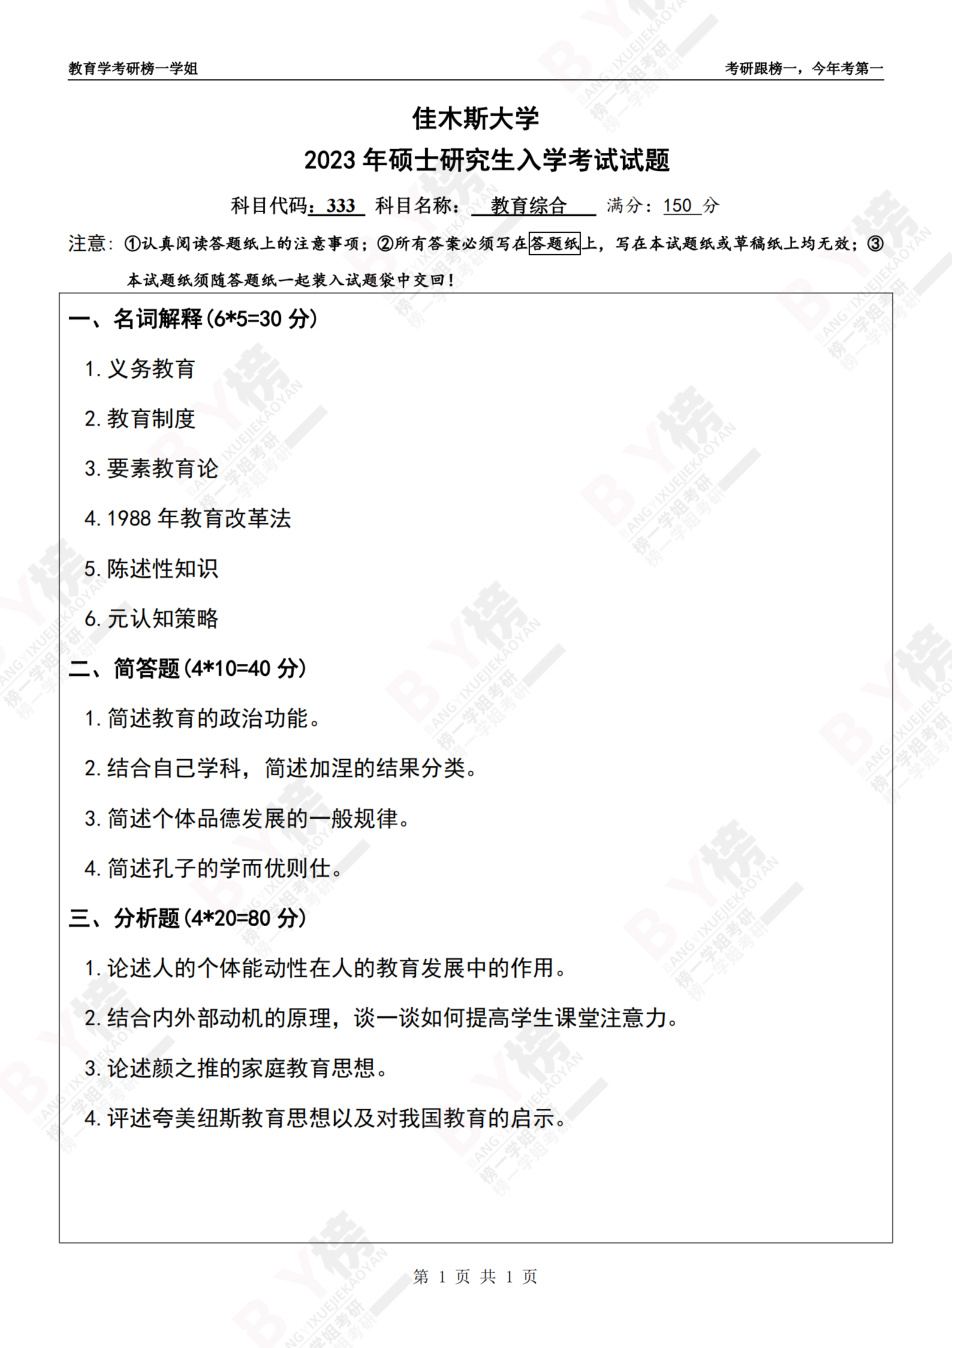 教育学考研榜一学姐 考研跟榜一，今年考第一
佳木斯大学
2023 年硕士研究生入学考试试题
科目代码：333 科目名称： 教育综合 满分：150 分
注意：①认真阅读答题纸上的注意事项；②所有答案必须写在答题纸上，写在本试题纸或草稿纸上均无效；③
本试题纸须随答题纸一起装入试题袋中交回！
一、名词解释(6*5=30 分)
1.义务教育
2.教育制度
3.要素教育论
4.1988 年教育改革法
5.陈述性知识
6.元认知策略
二、简答题(4*10=40 分)
1.简述教育的政治功能。
2.结合自己学科，简述加涅的结果分类。
3.简述个体品德发展的一般规律。
4.简述孔子的学而优则仕。
三、分析题(4*20=80 分)
1.论述人的个体能动性在人的教育发展中的作用。
2.结合内外部动机的原理，谈一谈如何提高学生课堂注意力。
3.论述颜之推的家庭教育思想。
4.评述夸美纽斯教育思想以及对我国教育的启示。
第 1 页 共 1 页